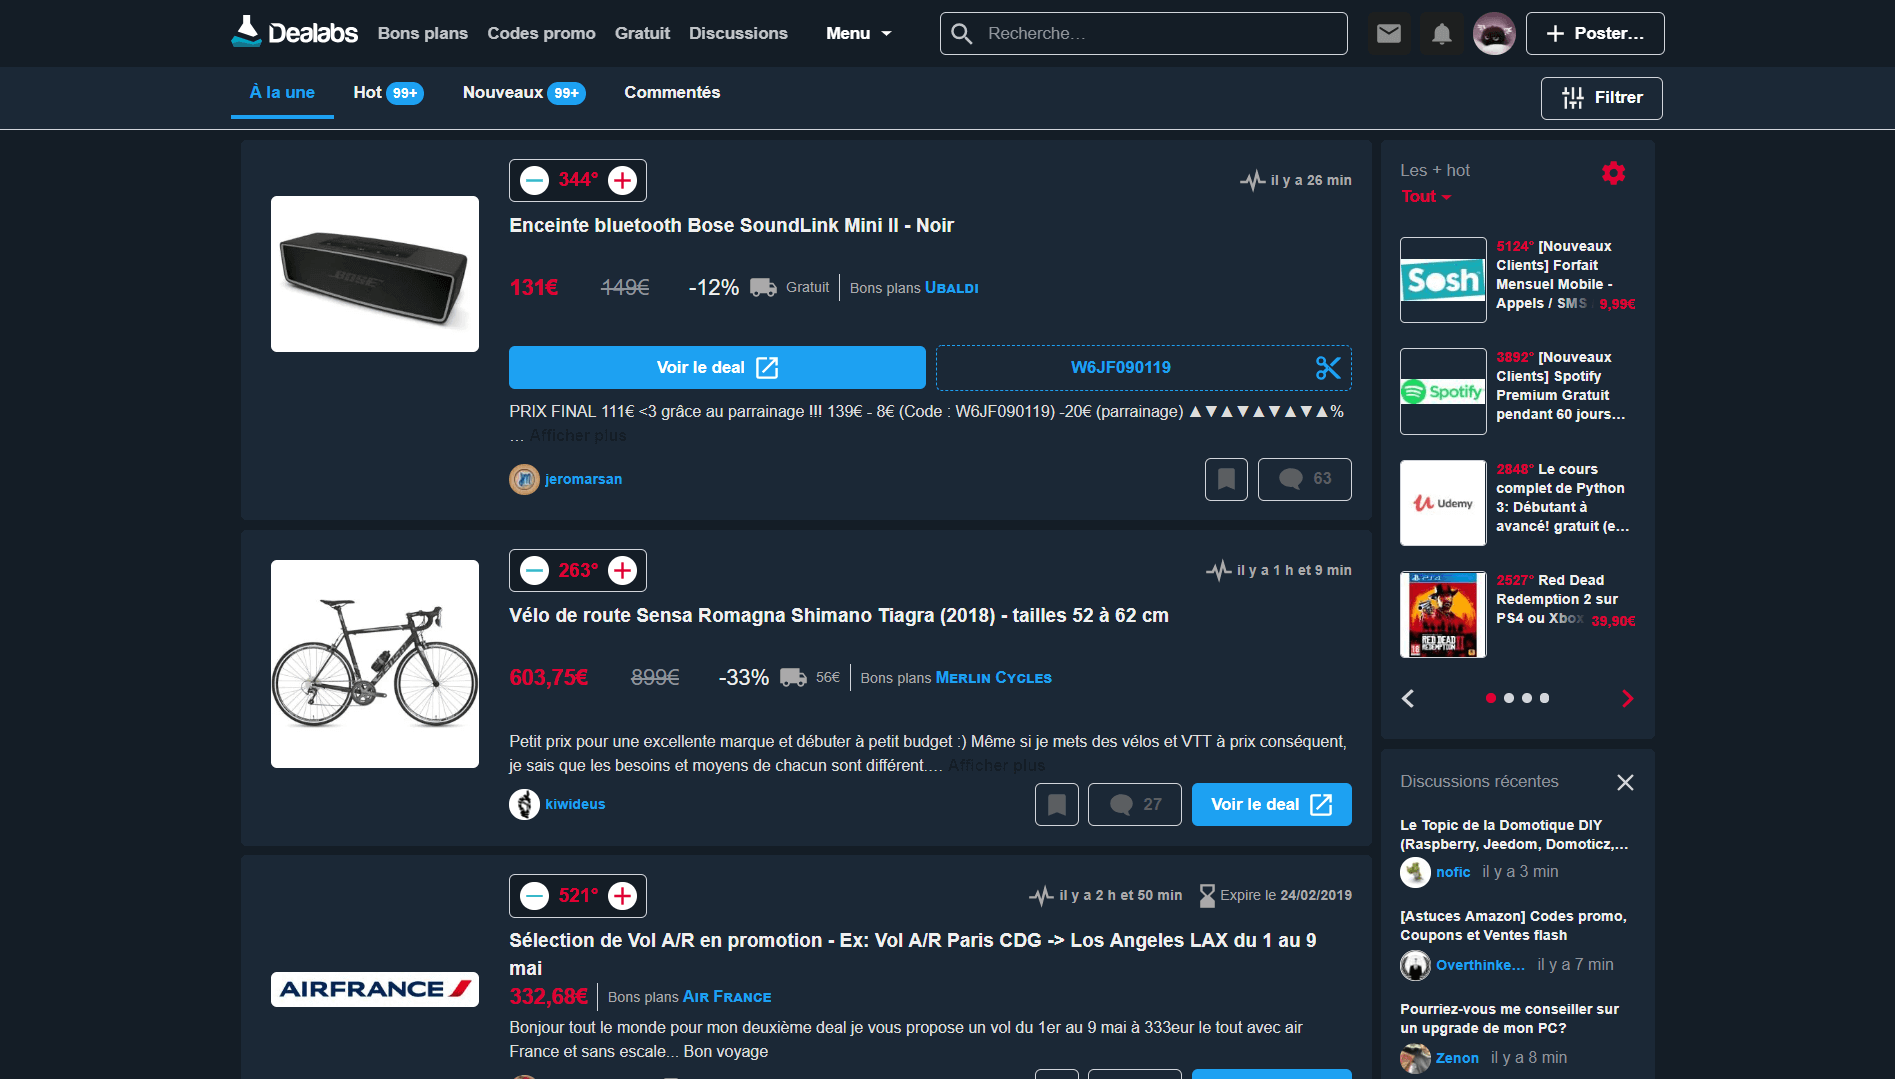 Dealabs Bons plans Codes promo Gratuit Discussions Menu Recherche... Poster...
À la une Hot 99+ Nouveaux 99+ Commentés Filtrer
344° il y a 26 min
Enceinte bluetooth Bose SoundLink Mini II - Noir
BOSE
131€ 149€ -12% Gratuit Bons plans UBALDI
Voir le deal W6JF090119
PRIX FINAL 111€ <3 grâce au parrainage !!! 139€ - 8€ (Code : W6JF090119) -20€ (parrainage) ▲▼▲▼▲▼▲▼▲%
... Afficher plus
jeromarsan 63
263° il y a 1 h et 9 min
Vélo de route Sensa Romagna Shimano Tiagra (2018) - tailles 52 à 62 cm
603,75€ 899€ -33% 56€ Bons plans MERLIN CYCLES
Petit prix pour une excellente marque et débuter à petit budget :) Même si je mets des vélos et VTT à prix conséquent,
je sais que les besoins et moyens de chacun sont différent.... Afficher plus
kiwideus 27 Voir le deal
521° il y a 2 h et 50 min Expire le 24/02/2019
Sélection de Vol A/R en promotion - Ex: Vol A/R Paris CDG -> Los Angeles LAX du 1 au 9
mai
AIRFRANCE
332,68€ Bons plans AIR FRANCE
Bonjour tout le monde pour mon deuxième deal je vous propose un vol du 1er au 9 mai à 333eur le tout avec air
France et sans escale... Bon voyage
Les + hot
Tout
Sosh
5124° [Nouveaux
Clients] Forfait
Mensuel Mobile -
Appels / SMS 9,99€
Spotify
3892° [Nouveaux
Clients] Spotify
Premium Gratuit
pendant 60 jours...
Udemy
2848° Le cours
complet de Python
3: Débutant à
avancé! gratuit (e...
PS4
RED DEAD
REDEMPTION II
18
2527° Red Dead
Redemption 2 sur
PS4 ou Xbox 39,90€
Discussions récentes
Le Topic de la Domotique DIY
(Raspberry, Jeedom, Domoticz,...
nofic il y a 3 min
[Astuces Amazon] Codes promo,
Coupons et Ventes flash
Overthinke... il y a 7 min
Pourriez-vous me conseiller sur
un upgrade de mon PC?
Zenon il y a 8 min